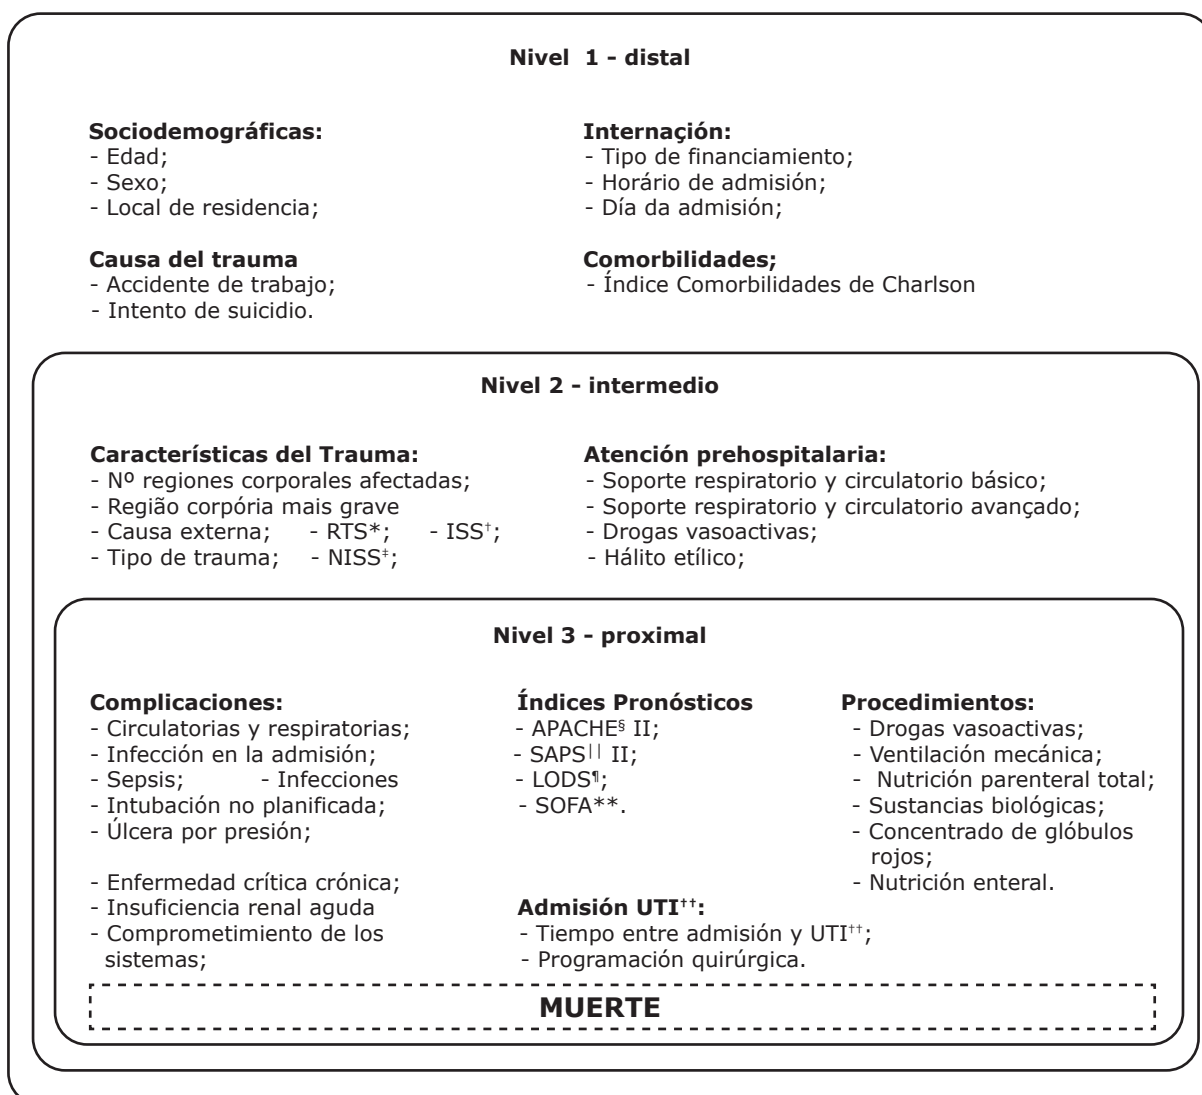 Nivel 1 - distal
Sociodemográficas:
- Edad;
- Sexo;
- Local de residencia;
Internación:
- Tipo de financiamiento;
- Horário de admisión;
- Día da admisión;
Causa del trauma
- Accidente de trabajo;
- Intento de suicidio.
Comorbilidades;
- Índice Comorbilidades de Charlson
Nivel 2 - intermedio
Características del Trauma:
- Nº regiones corporales afectadas;
- Região corpória mais grave
- Causa externa; - RTS*; - ISS†;
- Tipo de trauma; - NISS‡;
Atención prehospitalaria:
- Soporte respiratorio y circulatorio básico;
- Soporte respiratorio y circulatorio avançado;
- Drogas vasoactivas;
- Hálito etílico;
Nivel 3 - proximal
Complicaciones:
- Circulatorias y respiratorias;
- Infección en la admisión;
- Sepsis; - Infecciones
- Intubación no planificada;
- Úlcera por presión;
- Enfermedad crítica crónica;
- Insuficiencia renal aguda
- Comprometimiento de los
sistemas;
Índices Pronósticos
- APACHE§ II;
- SAPS|| II;
- LODS¶;
- SOFA**.
Admisión UTI††:
- Tiempo entre admisión y UTI††;
- Programación quirúrgica.
Procedimientos:
- Drogas vasoactivas;
- Ventilación mecánica;
- Nutrición parenteral total;
- Sustancias biológicas;
- Concentrado de glóbulos
rojos;
- Nutrición enteral.
MUERTE